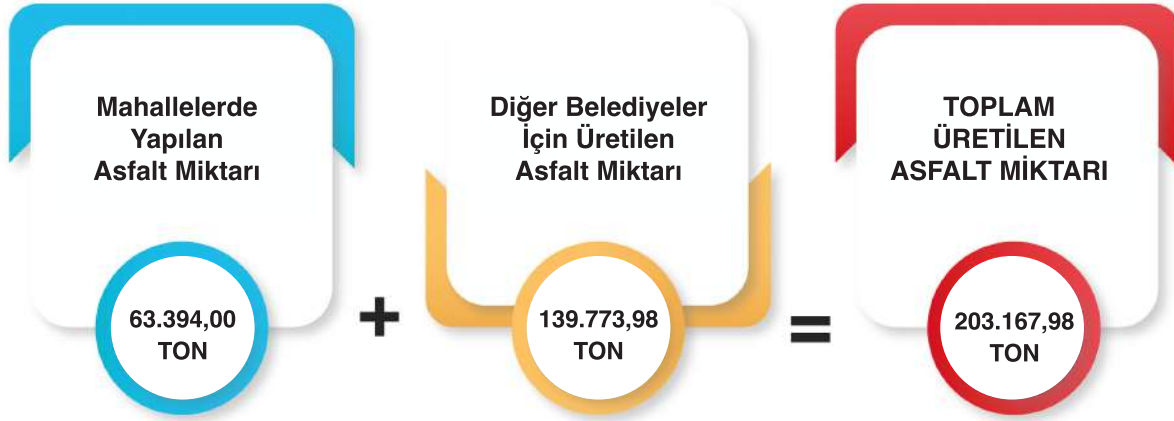 Mahallelerde
Yapılan
Asfalt Miktarı
63.394,00
TON
+
Diğer Belediyeler
İçin Üretilen
Asfalt Miktarı
139.773,98
TON
=
TOPLAM
ÜRETİLEN
ASFALT MİKTARI
203.167,98
TON